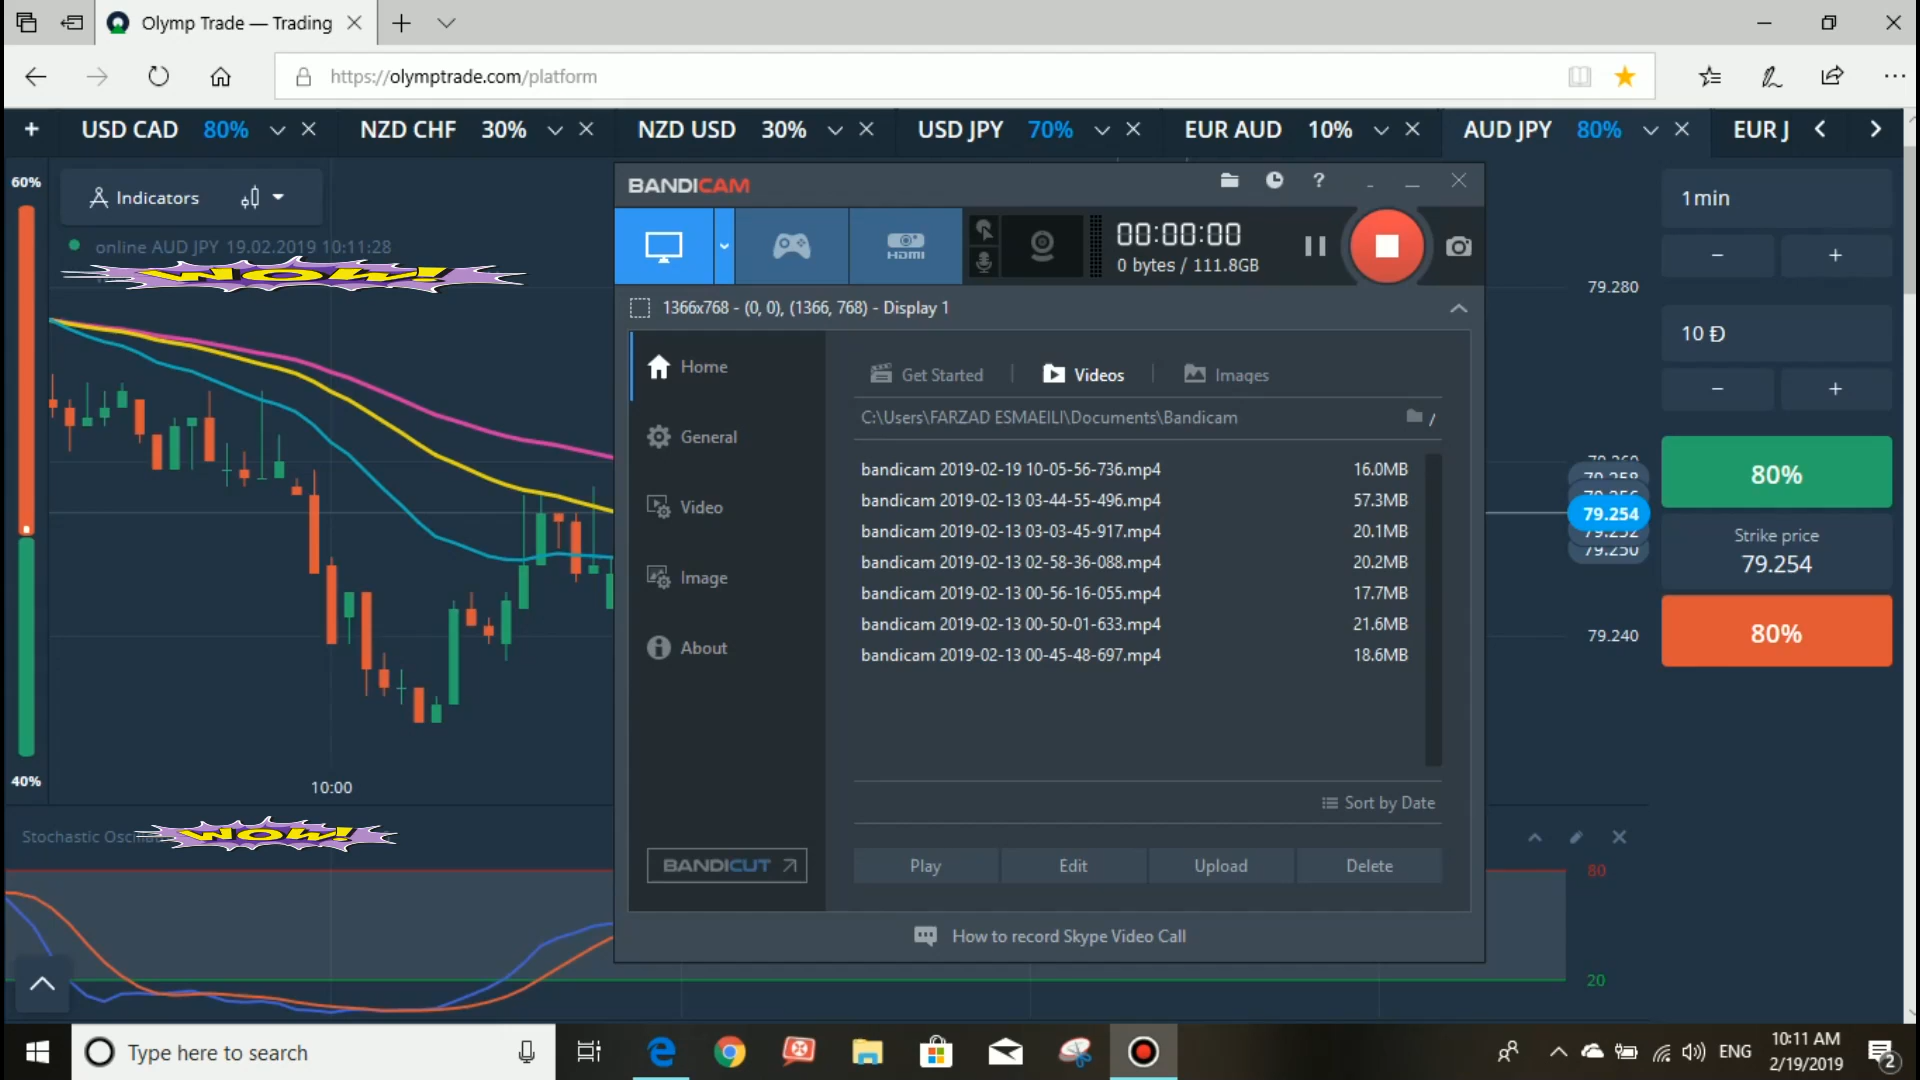 Olymp Trade — Trading
https://olymptrade.com/platform
+ USD CAD 80% NZD CHF 30% NZD USD 30% USD JPY 70% EUR AUD 10% AUD JPY 80% EUR J
60%
Indicators
online AUD JPY 19.02.2019 10:11:28
WOW!
BANDICAM
?
HDMI
00:00:00
0 bytes / 111.8GB
1366x768 - (0, 0), (1366, 768) - Display 1
Home
General
Video
Image
About
BANDICUT
Get Started
Videos
Images
C:\Users\FARZAD ESMAEILI\Documents\Bandicam
/
bandicam 2019-02-19 10-05-56-736.mp4 16.0MB
bandicam 2019-02-13 03-44-55-496.mp4 57.3MB
bandicam 2019-02-13 03-03-45-917.mp4 20.1MB
bandicam 2019-02-13 02-58-36-088.mp4 20.2MB
bandicam 2019-02-13 00-56-16-055.mp4 17.7MB
bandicam 2019-02-13 00-50-01-633.mp4 21.6MB
bandicam 2019-02-13 00-45-48-697.mp4 18.6MB
Sort by Date
Play Edit Upload Delete
How to record Skype Video Call
79.280
79.254
79.250
79.240
1min
− +
10 Đ
− +
80%
Strike price
79.254
80%
40%
10:00
Stochastic
WOW!
80
20
Type here to search
ENG
10:11 AM
2/19/2019
2